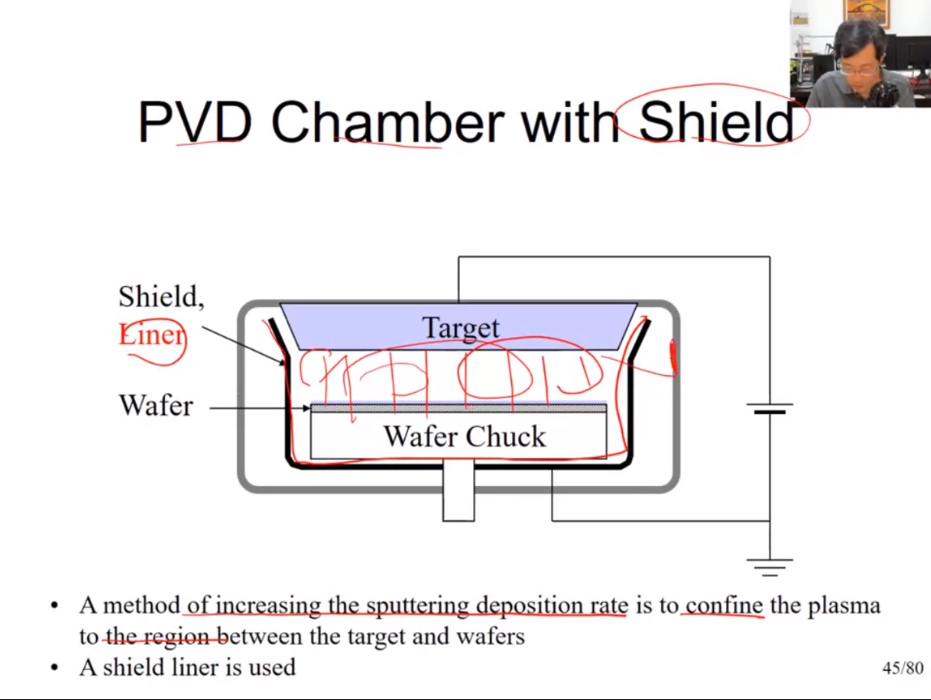 PVD Chamber with Shield
Shield,
Liner
Target
Wafer
Wafer Chuck
• A method of increasing the sputtering deposition rate is to confine the plasma
to the region between the target and wafers
• A shield liner is used
45/80